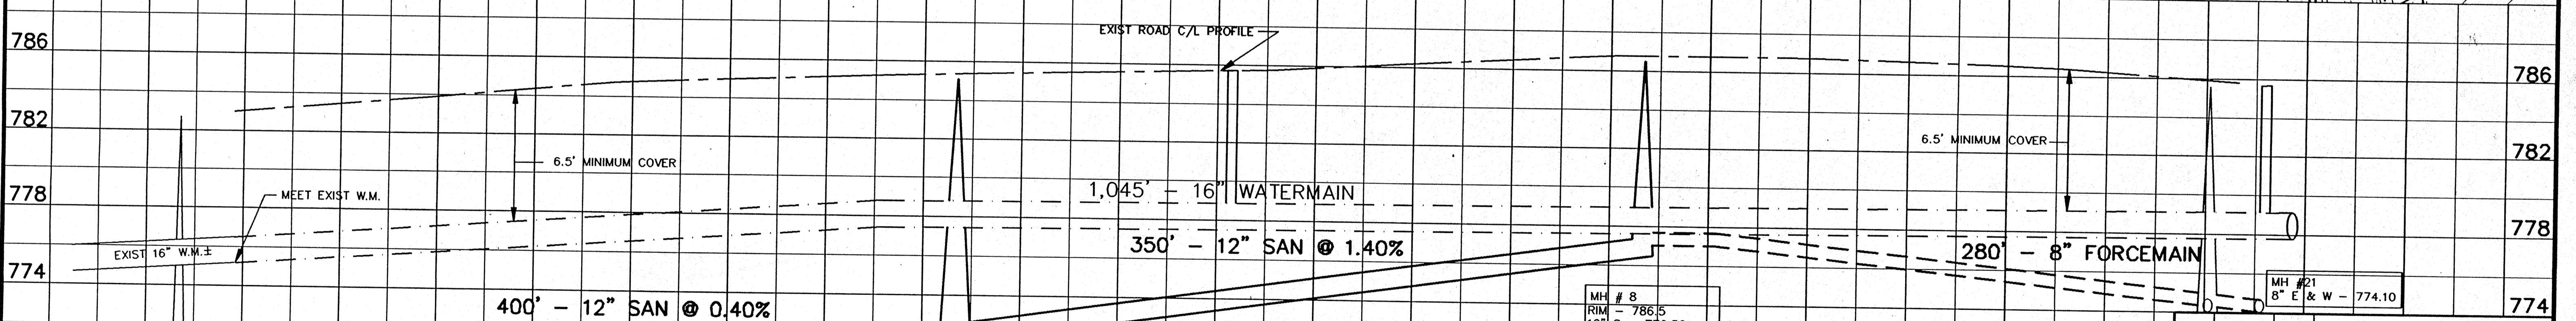 EXIST ROAD C/L PROFILE
786
786
782
6.5' MINIMUM COVER
6.5' MINIMUM COVER
782
778
MEET EXIST W.M.
1,045' - 16" WATERMAIN
778
EXIST 16" W.M.±
350' - 12" SAN @ 1.40%
280' - 8" FORCEMAIN
774
400' - 12" SAN @ 0.40%
MH # 8
RIM - 786.5
MH #21
8" E & W - 774.10
774